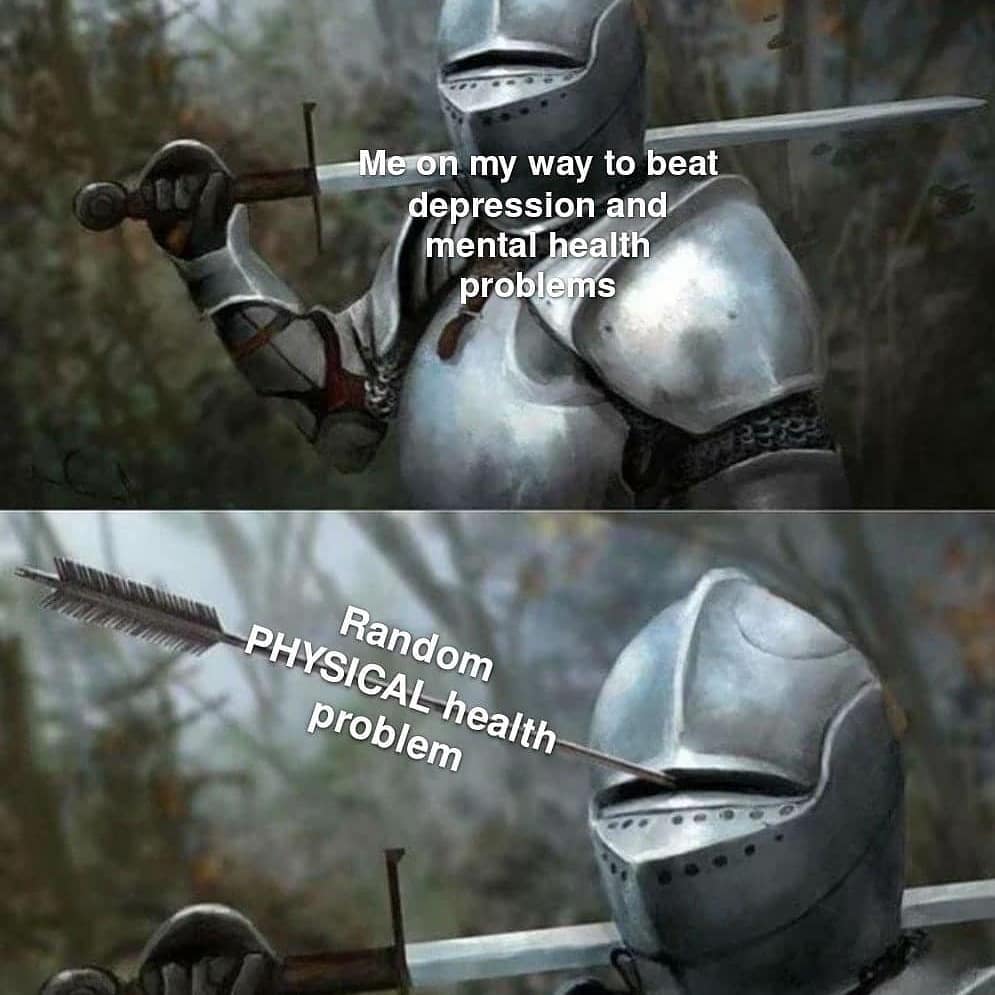 Me on my way to beat
depression and
mental health
problems
Random
PHYSICAL health
problem